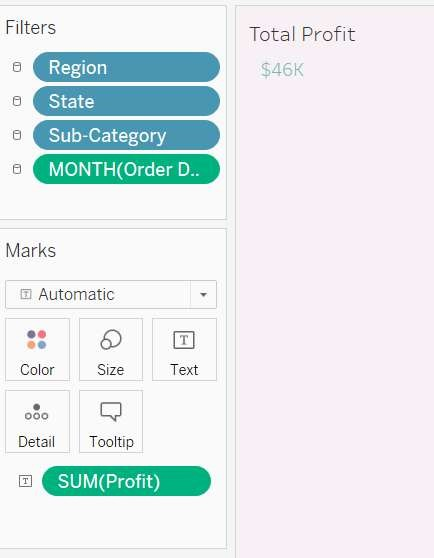 Filters
Region
State
Sub-Category
MONTH(Order D..
Marks
Automatic
Color Size Text
Detail Tooltip
SUM(Profit)
Total Profit
$46K